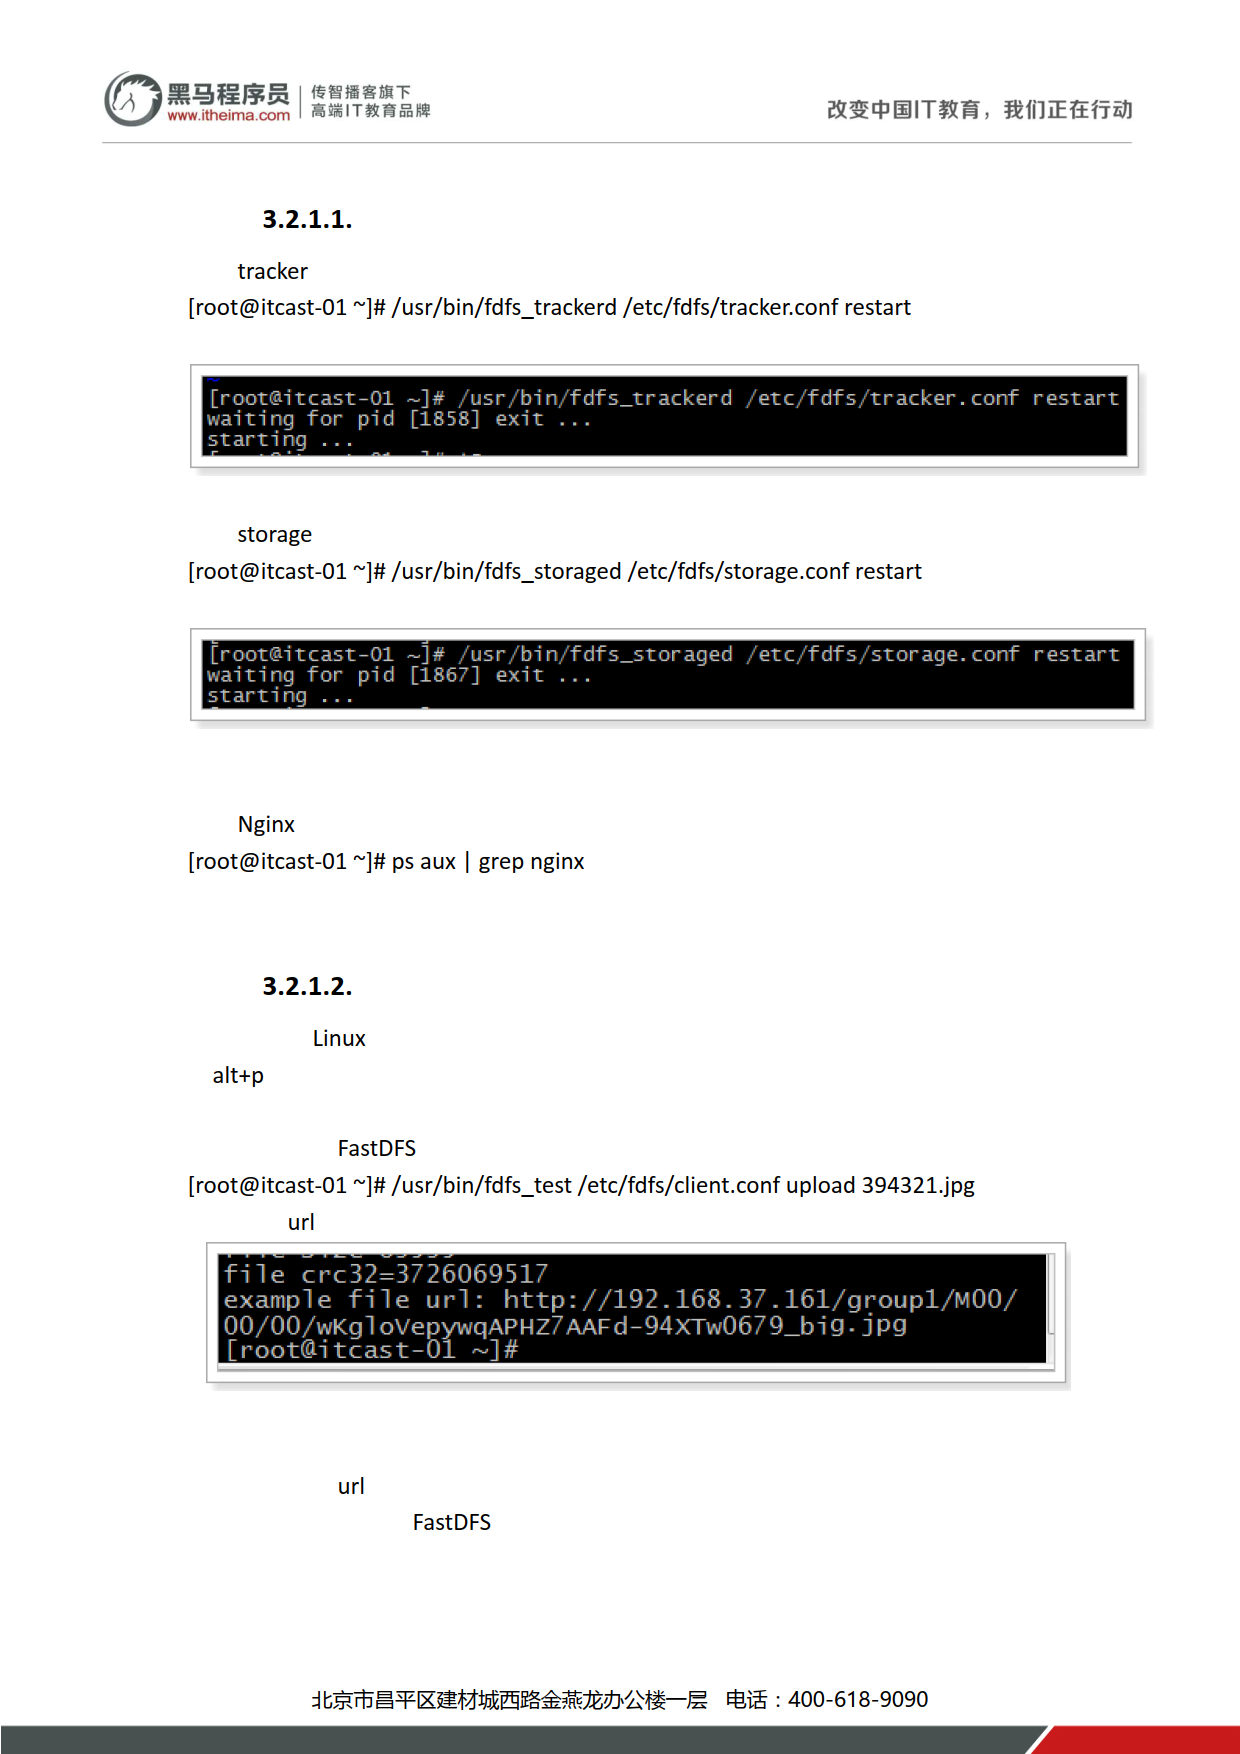 黑马程序员
www.itheima.com
传智播客旗下
高端IT教育品牌
改变中国IT教育，我们正在行动
3.2.1.1.
tracker
[root@itcast-01 ~]# /usr/bin/fdfs_trackerd /etc/fdfs/tracker.conf restart
[root@itcast-01 ~]# /usr/bin/fdfs_trackerd /etc/fdfs/tracker.conf restart
waiting for pid [1858] exit ...
starting ...
storage
[root@itcast-01 ~]# /usr/bin/fdfs_storaged /etc/fdfs/storage.conf restart
[root@itcast-01 ~]# /usr/bin/fdfs_storaged /etc/fdfs/storage.conf restart
waiting for pid [1867] exit ...
starting ...
Nginx
[root@itcast-01 ~]# ps aux | grep nginx
3.2.1.2.
Linux
alt+p
FastDFS
[root@itcast-01 ~]# /usr/bin/fdfs_test /etc/fdfs/client.conf upload 394321.jpg
url
file crc32=3726069517
example file url: http://192.168.37.161/group1/M00/
00/00/wKgloVepywqAPHZ7AAFd-94XTw0679_big.jpg
[root@itcast-01 ~]#
url
FastDFS
北京市昌平区建材城西路金燕龙办公楼一层 电话：400-618-9090